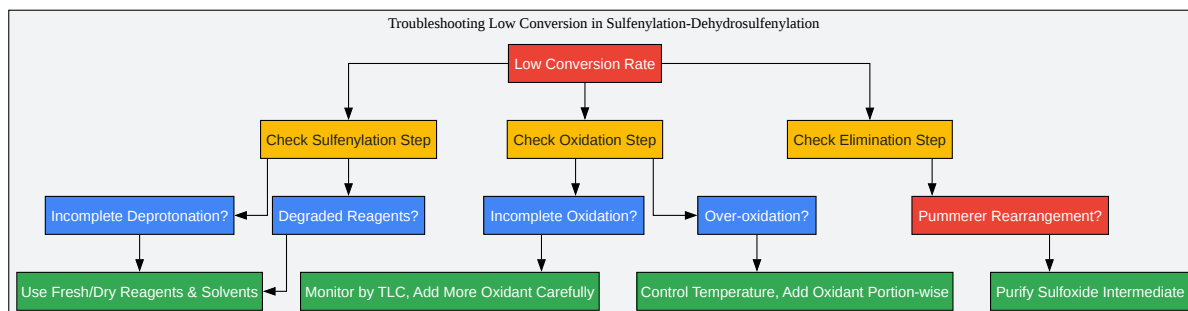 Troubleshooting Low Conversion in Sulfenylation-Dehydrosulfenylation
Low Conversion Rate
Check Sulfenylation Step
Check Oxidation Step
Check Elimination Step
Incomplete Deprotonation?
Degraded Reagents?
Incomplete Oxidation?
Over-oxidation?
Pummerer Rearrangement?
Use Fresh/Dry Reagents & Solvents
Monitor by TLC, Add More Oxidant Carefully
Control Temperature, Add Oxidant Portion-wise
Purify Sulfoxide Intermediate